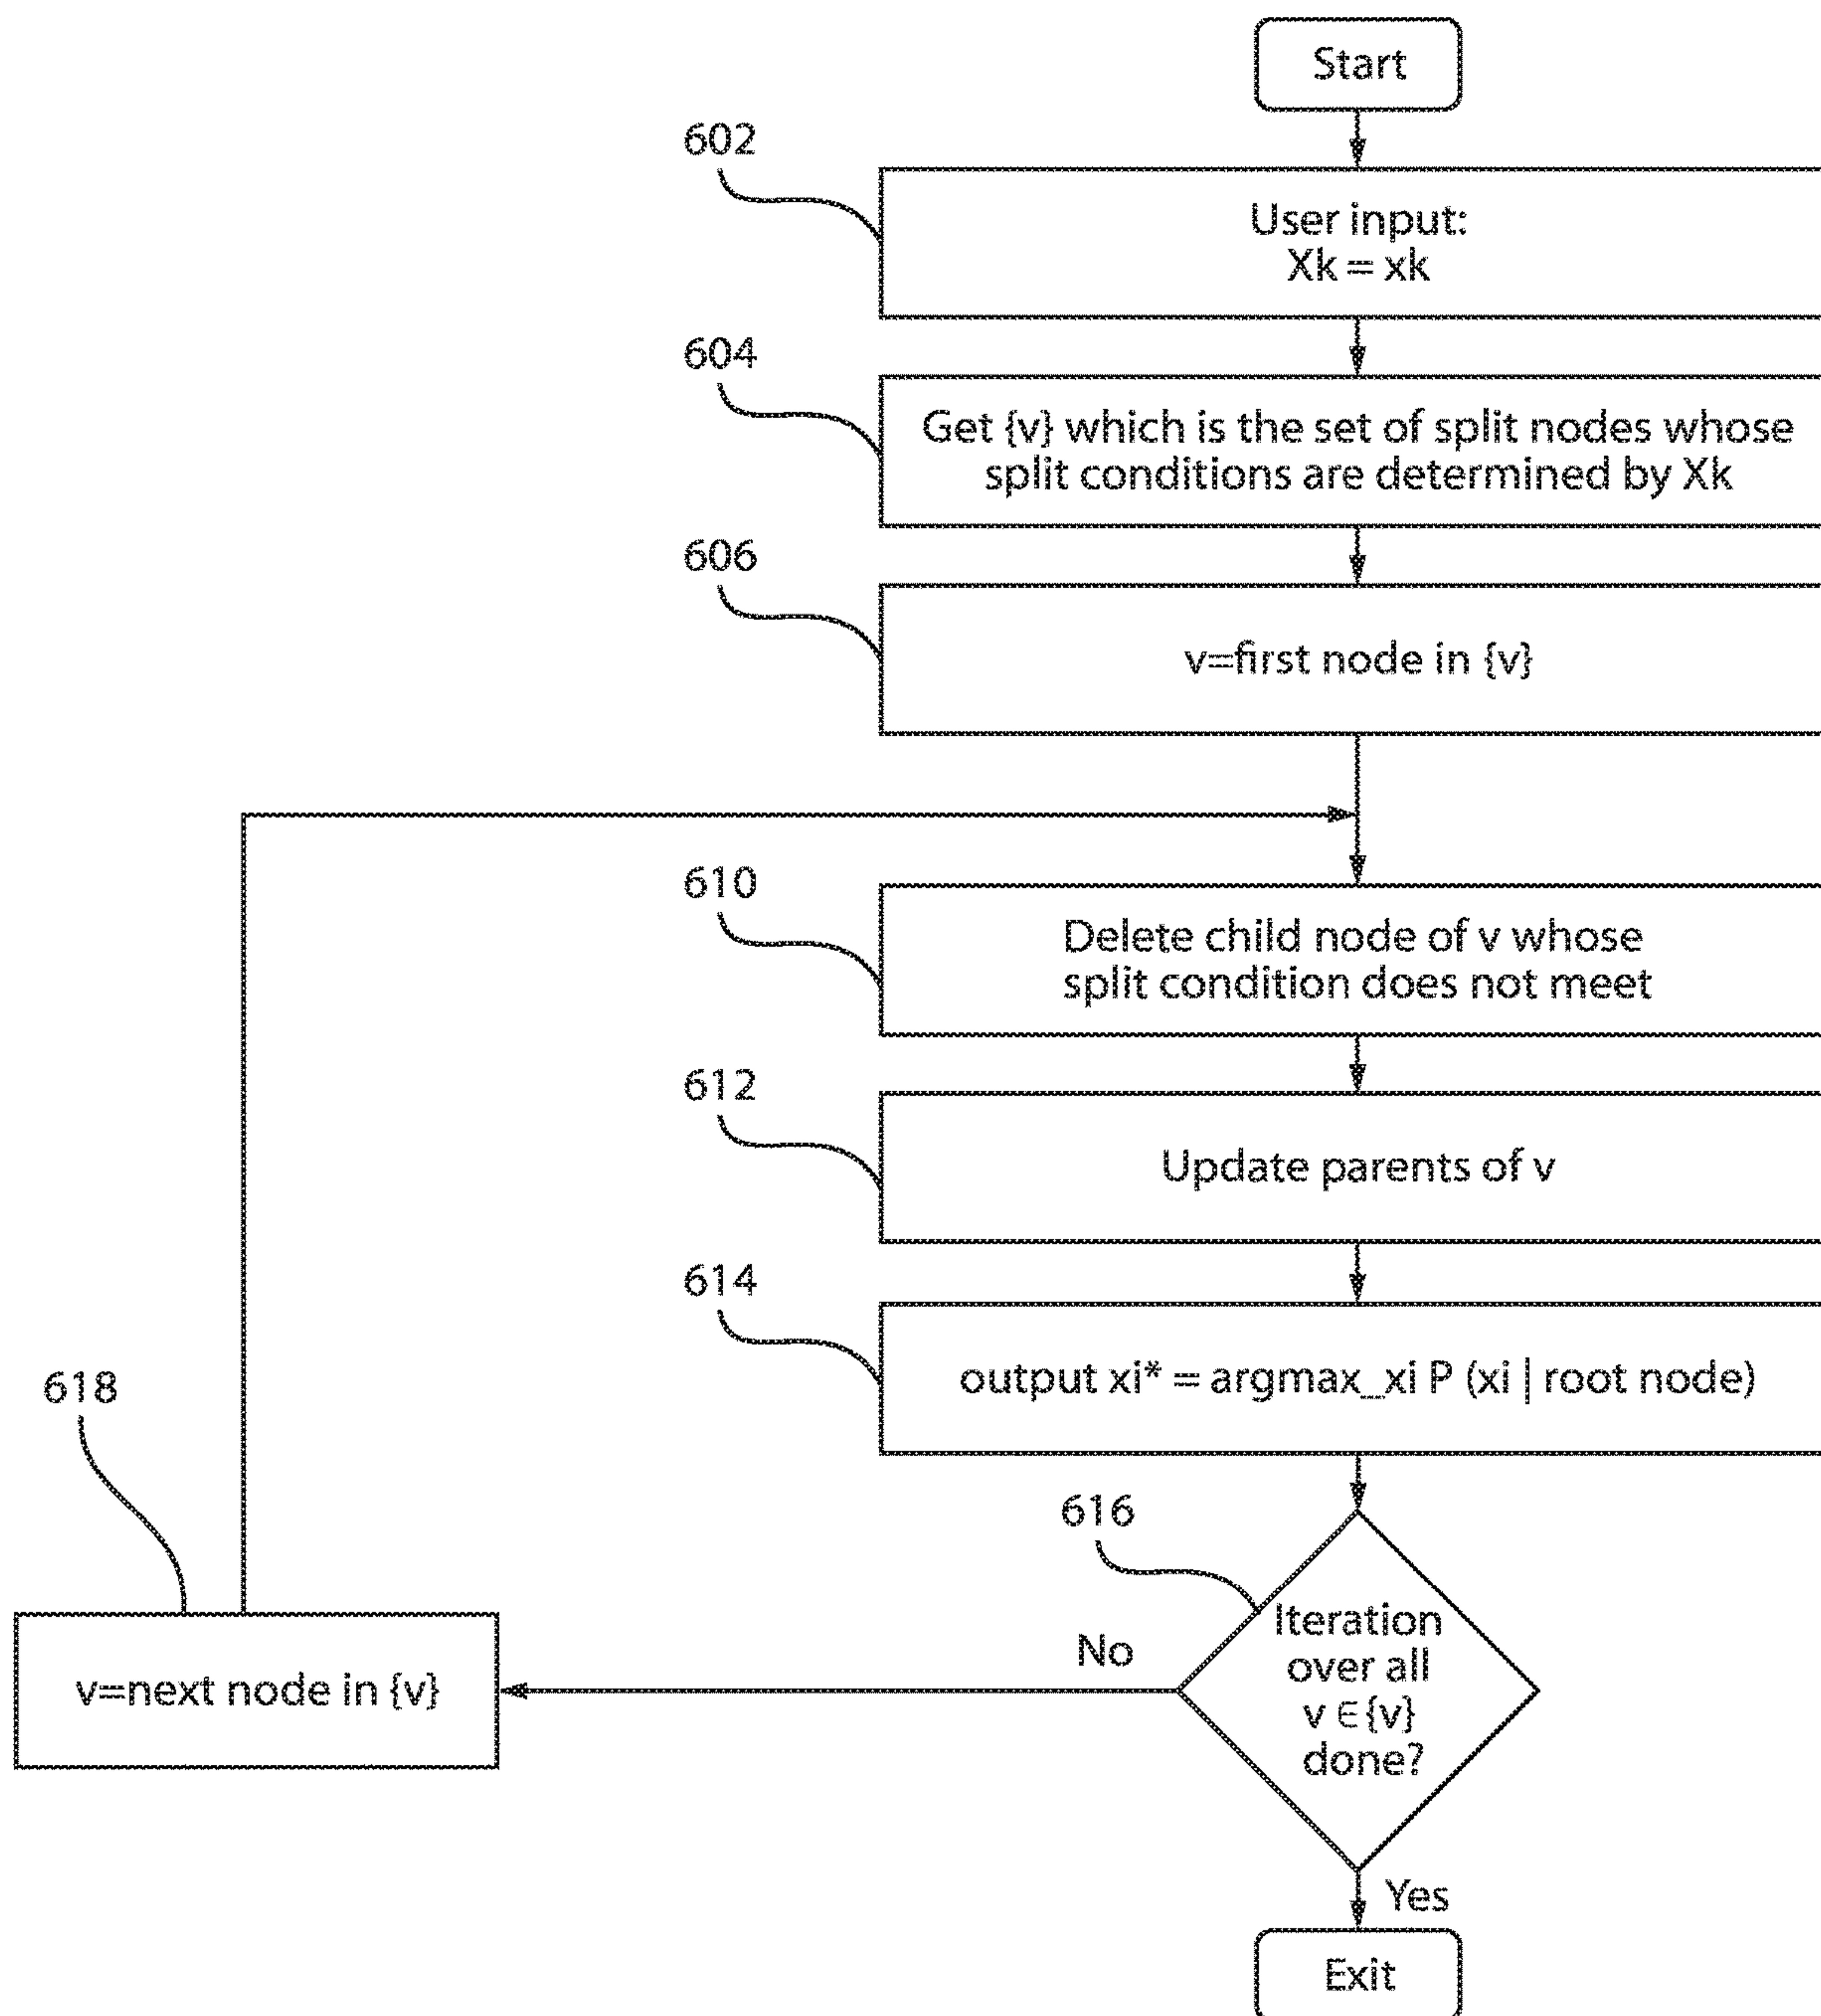 Start
602
User input:
Xk = xk
604
Get {v} which is the set of split nodes whose
split conditions are determined by Xk
606
v=first node in {v}
610
Delete child node of v whose
split condition does not meet
612
Update parents of v
614
output xi* = argmax_xi P (xi | root node)
616
Iteration
over all
v ∈{v}
done?
No
618
v=next node in {v}
Yes
Exit